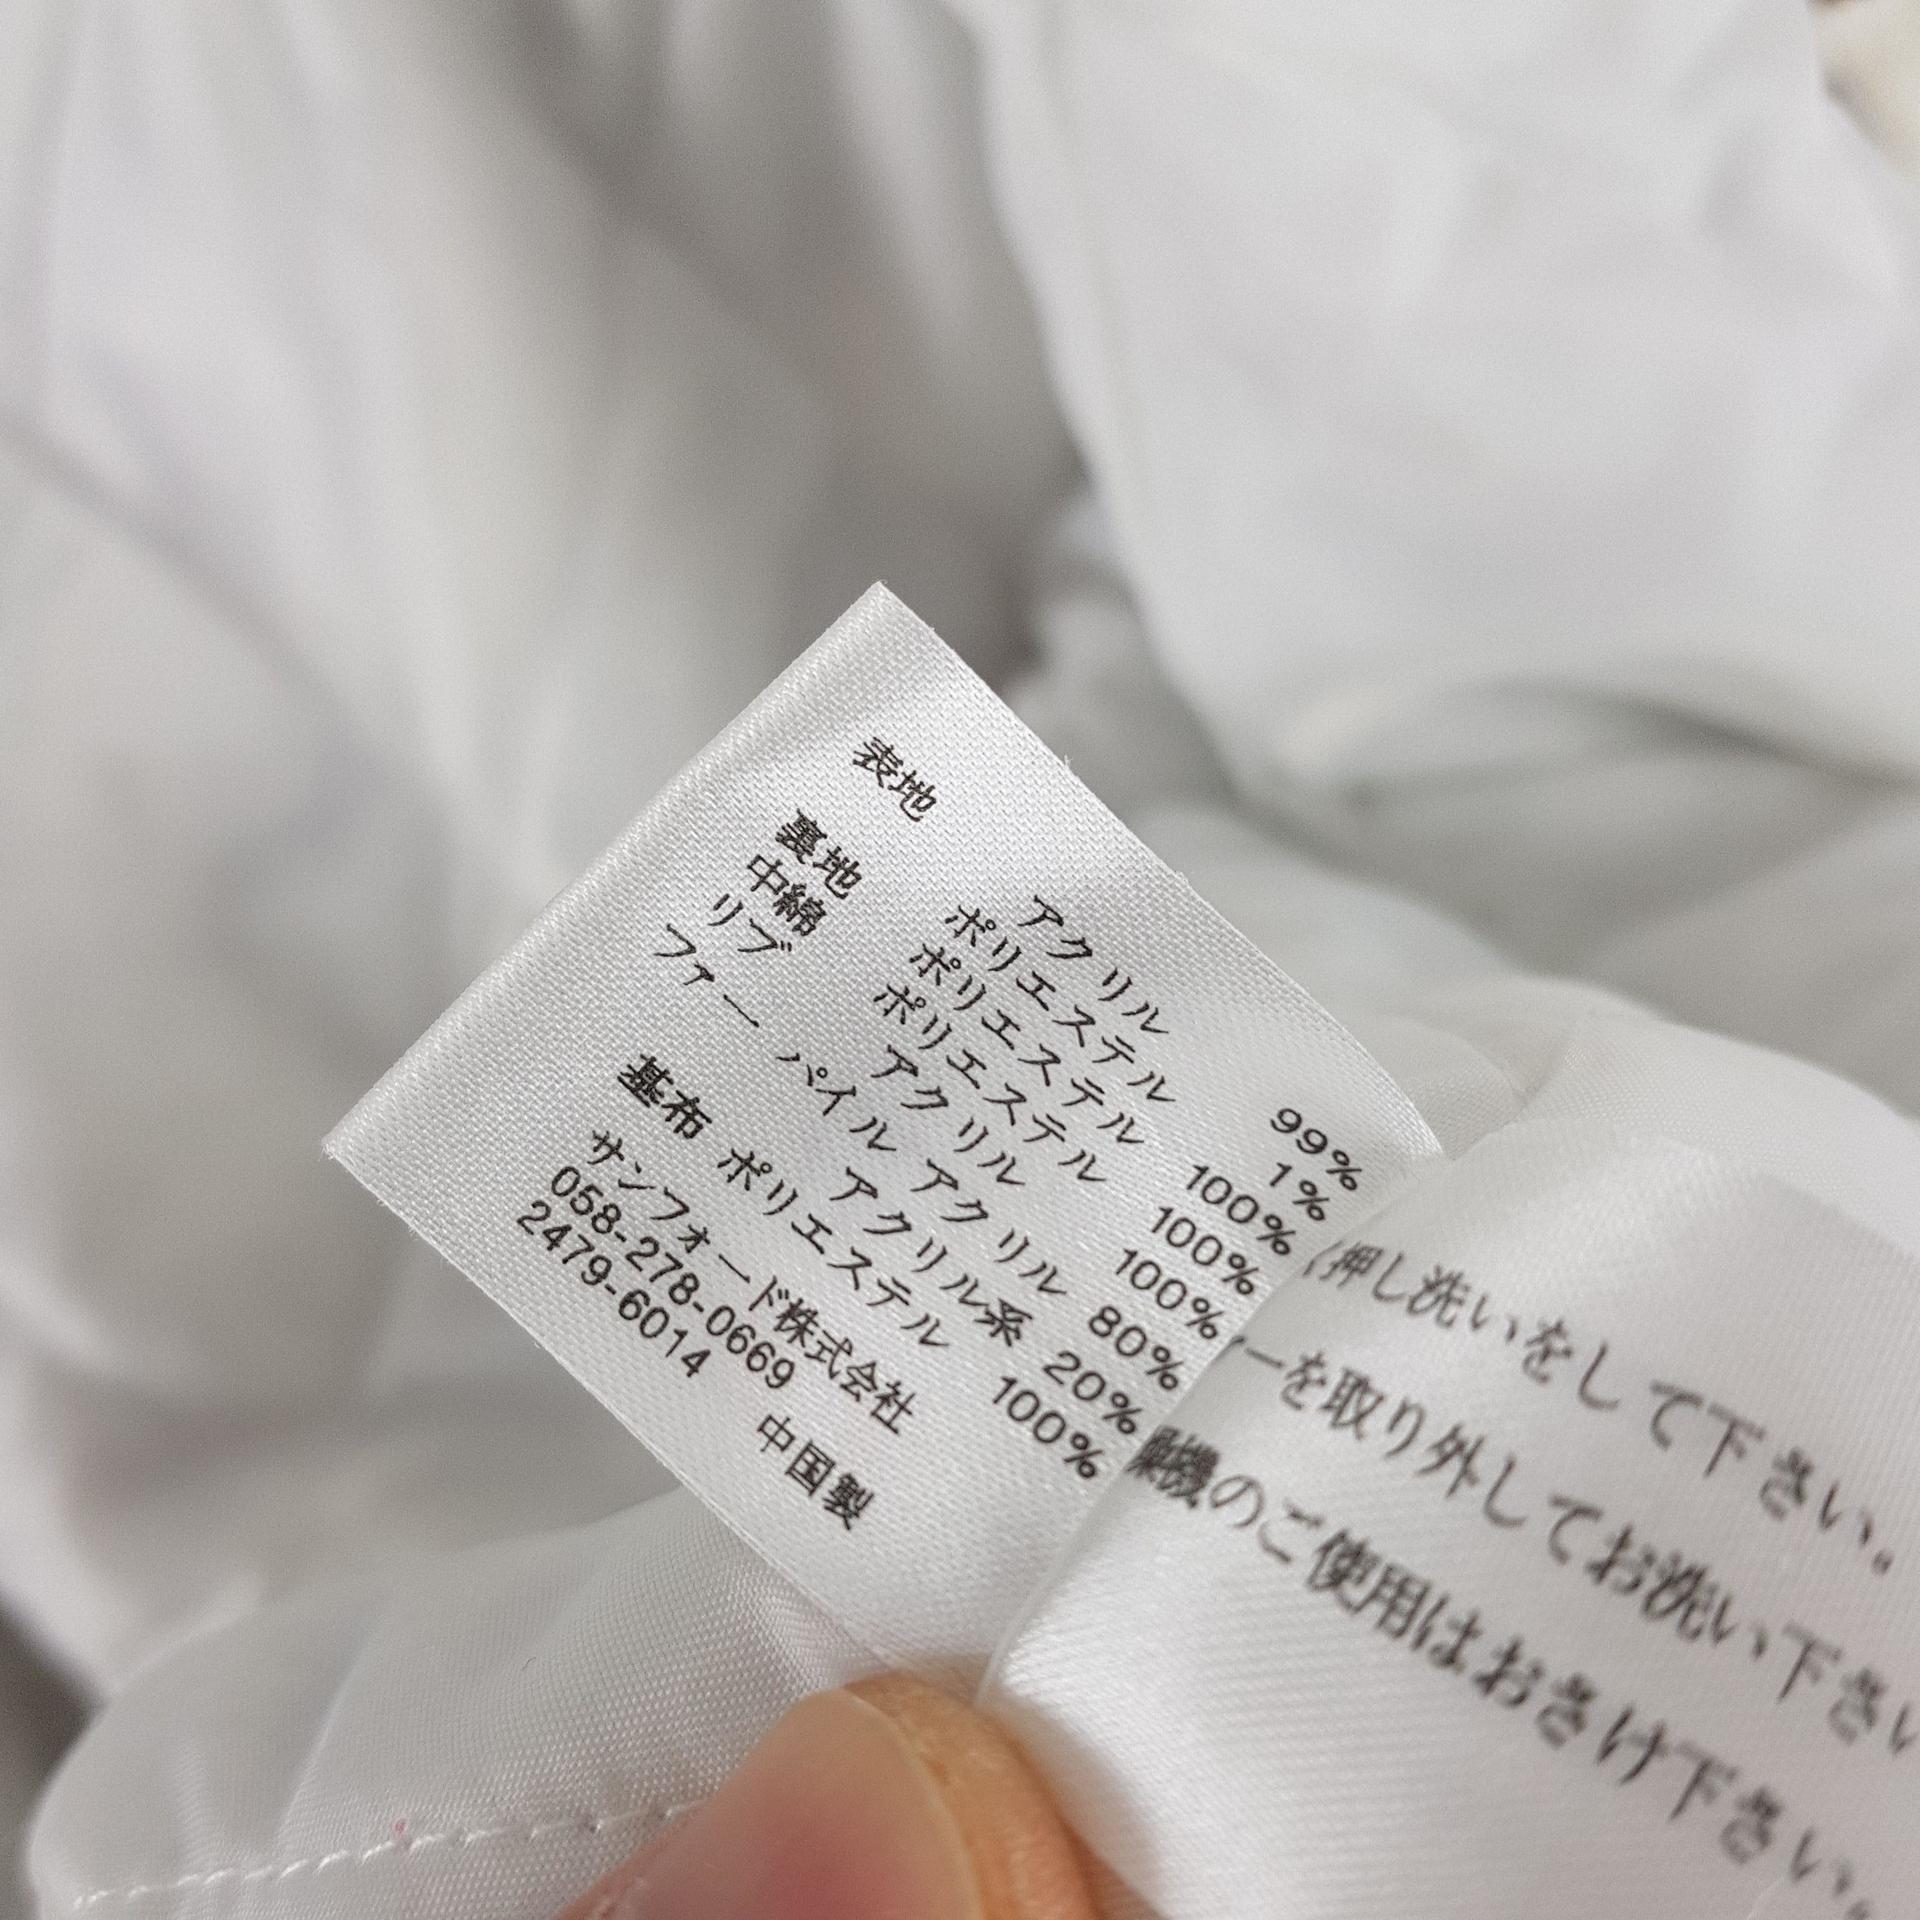 表地 アクリル 99%
ポリエステル 1%
裏地 ポリエステル 100%
中綿 ポリエステル 100%
リブ アクリル 100%
ファー パイル アクリル 80%
アクリル系 20%
基布 ポリエステル 100%
サンフォード株式会社
058-278-0669
2479-6014 中国製
押し洗いをして下さい。
ーを取り外してお洗い下さい
機のご使用はおさけ下さい。